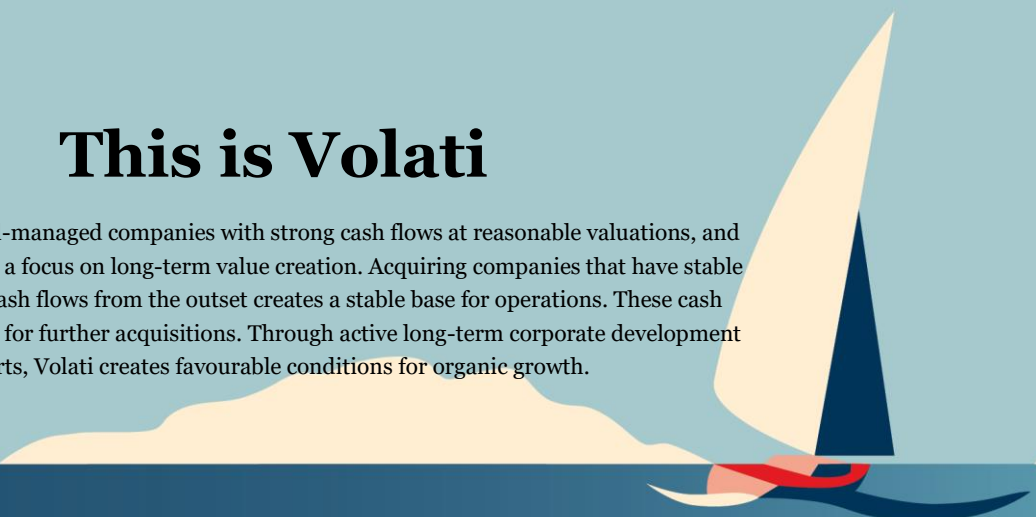 This is Volati
-managed companies with strong cash flows at reasonable valuations, and
a focus on long-term value creation. Acquiring companies that have stable
ash flows from the outset creates a stable base for operations. These cash
for further acquisitions. Through active long-term corporate development
rts, Volati creates favourable conditions for organic growth.